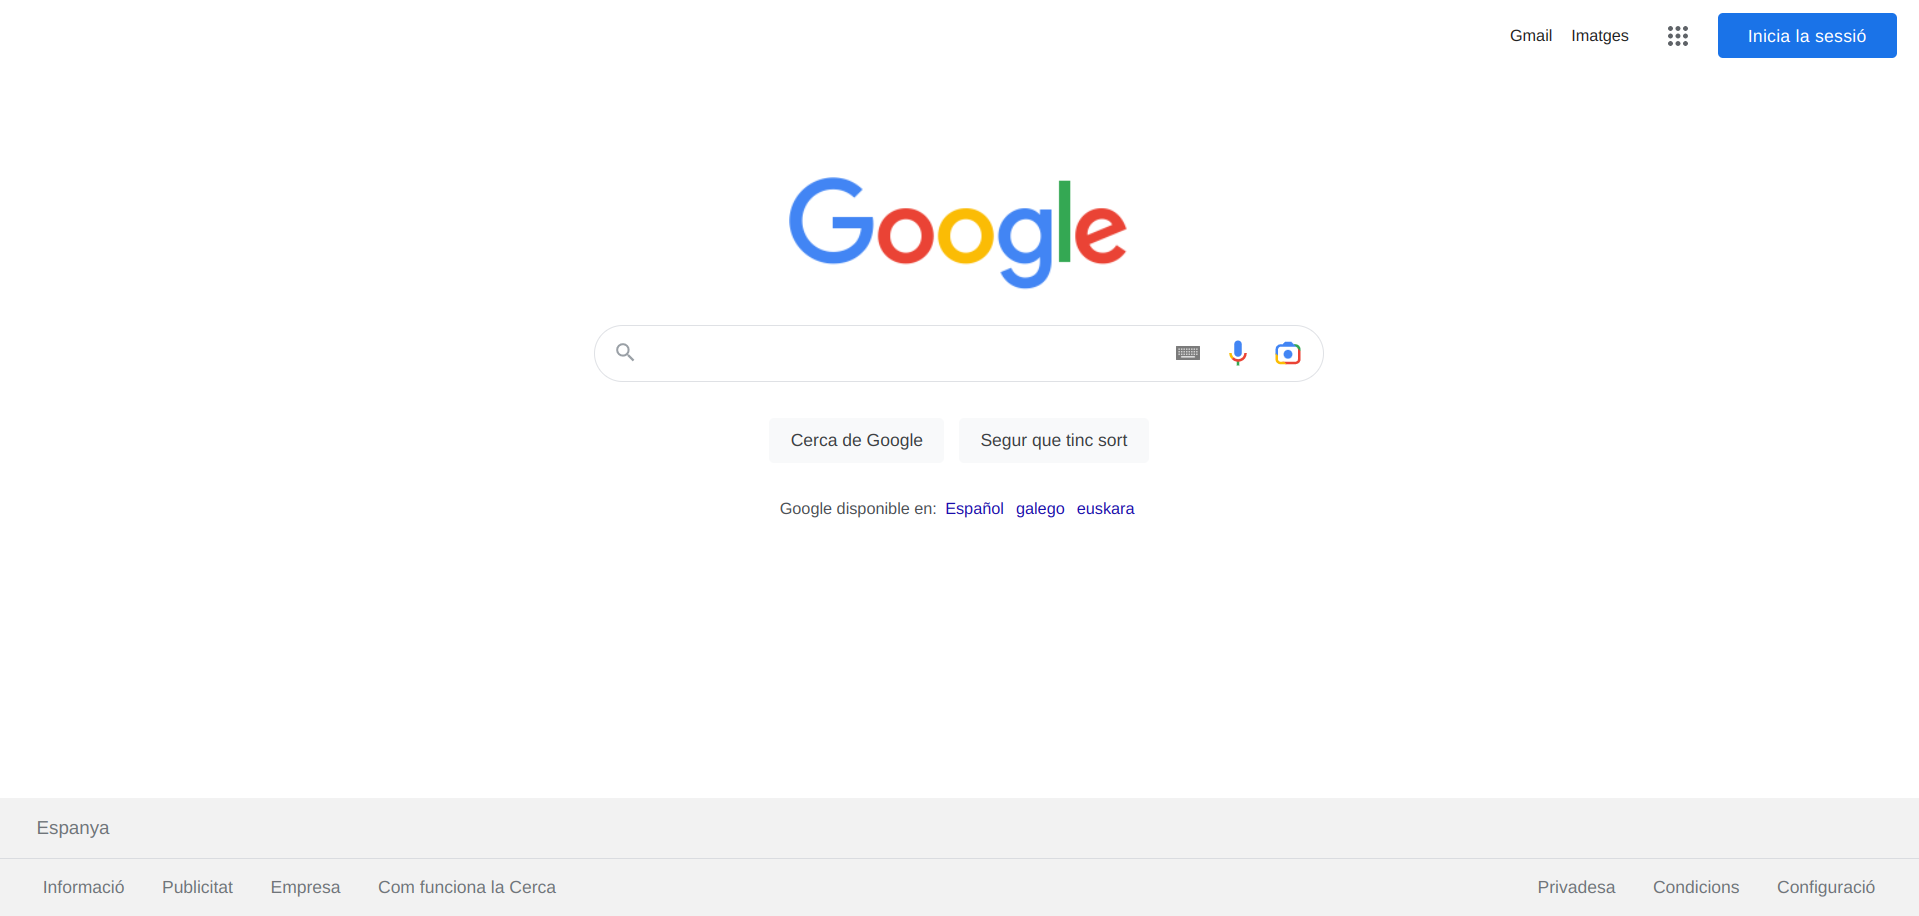 Gmail Imatges Inicia la sessió
Google
Cerca de Google Segur que tinc sort
Google disponible en: Español galego euskara
Espanya
Informació Publicitat Empresa Com funciona la Cerca Privadesa Condicions Configuració